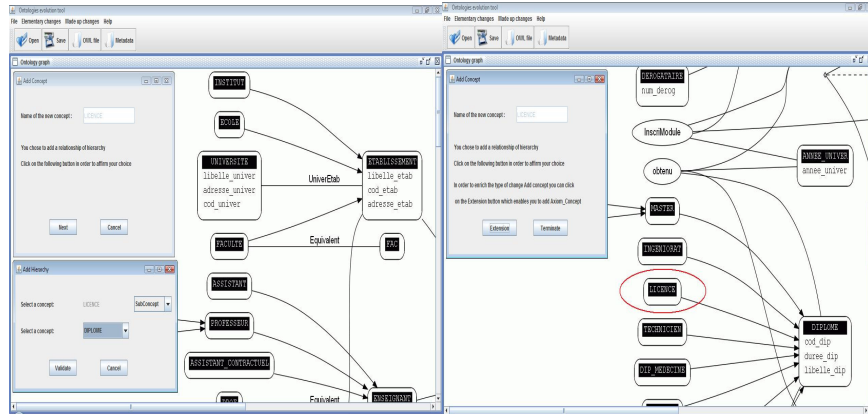 Ontologies evolution tool
File Elementary changes Made up changes Help
Open Save OWL file Metadata
Ontology graph
Add Concept
Name of the new concept : LICENCE
You chose to add a relationship of hierarchy
Click on the following button in order to affirm your choice
Next Cancel
Add Hierarchy
Select a concept: LICENCE SubConcept
Select a concept: DIPLOME
Validate Cancel
INSTITUT
ECOLE
UNIVERSITE
libelle_univer
adresse_univer
cod_univer
UniverEtab
ETABLISSEMENT
libelle_etab
cod_etab
adresse_etab
FACULTE
Equivalent
FAC
ASSISTANT
PROFESSEUR
ASSISTANT_CONTRACTUEL
PROF
Equivalent
ENSEIGNANT
Ontologies evolution tool
File Elementary changes Made up changes Help
Open Save OWL file Metadata
Ontology graph
Add Concept
Name of the new concept : LICENCE
You chose to add a relationship of hierarchy
Click on the following button in order to affirm your choice
In order to enrich the type of change Add concept you can click
on the Extension button which enables you to add Axiom_Concept
Extension Terminate
DEROGATAIRE
num_derog
InscriModule
obtenu
ANNEE_UNIVER
annee_univer
MASTER
INGENIORAT
LICENCE
TECHNICIEN
DIP_MEDECINE
DIPLOME
cod_dip
duree_dip
libelle_dip